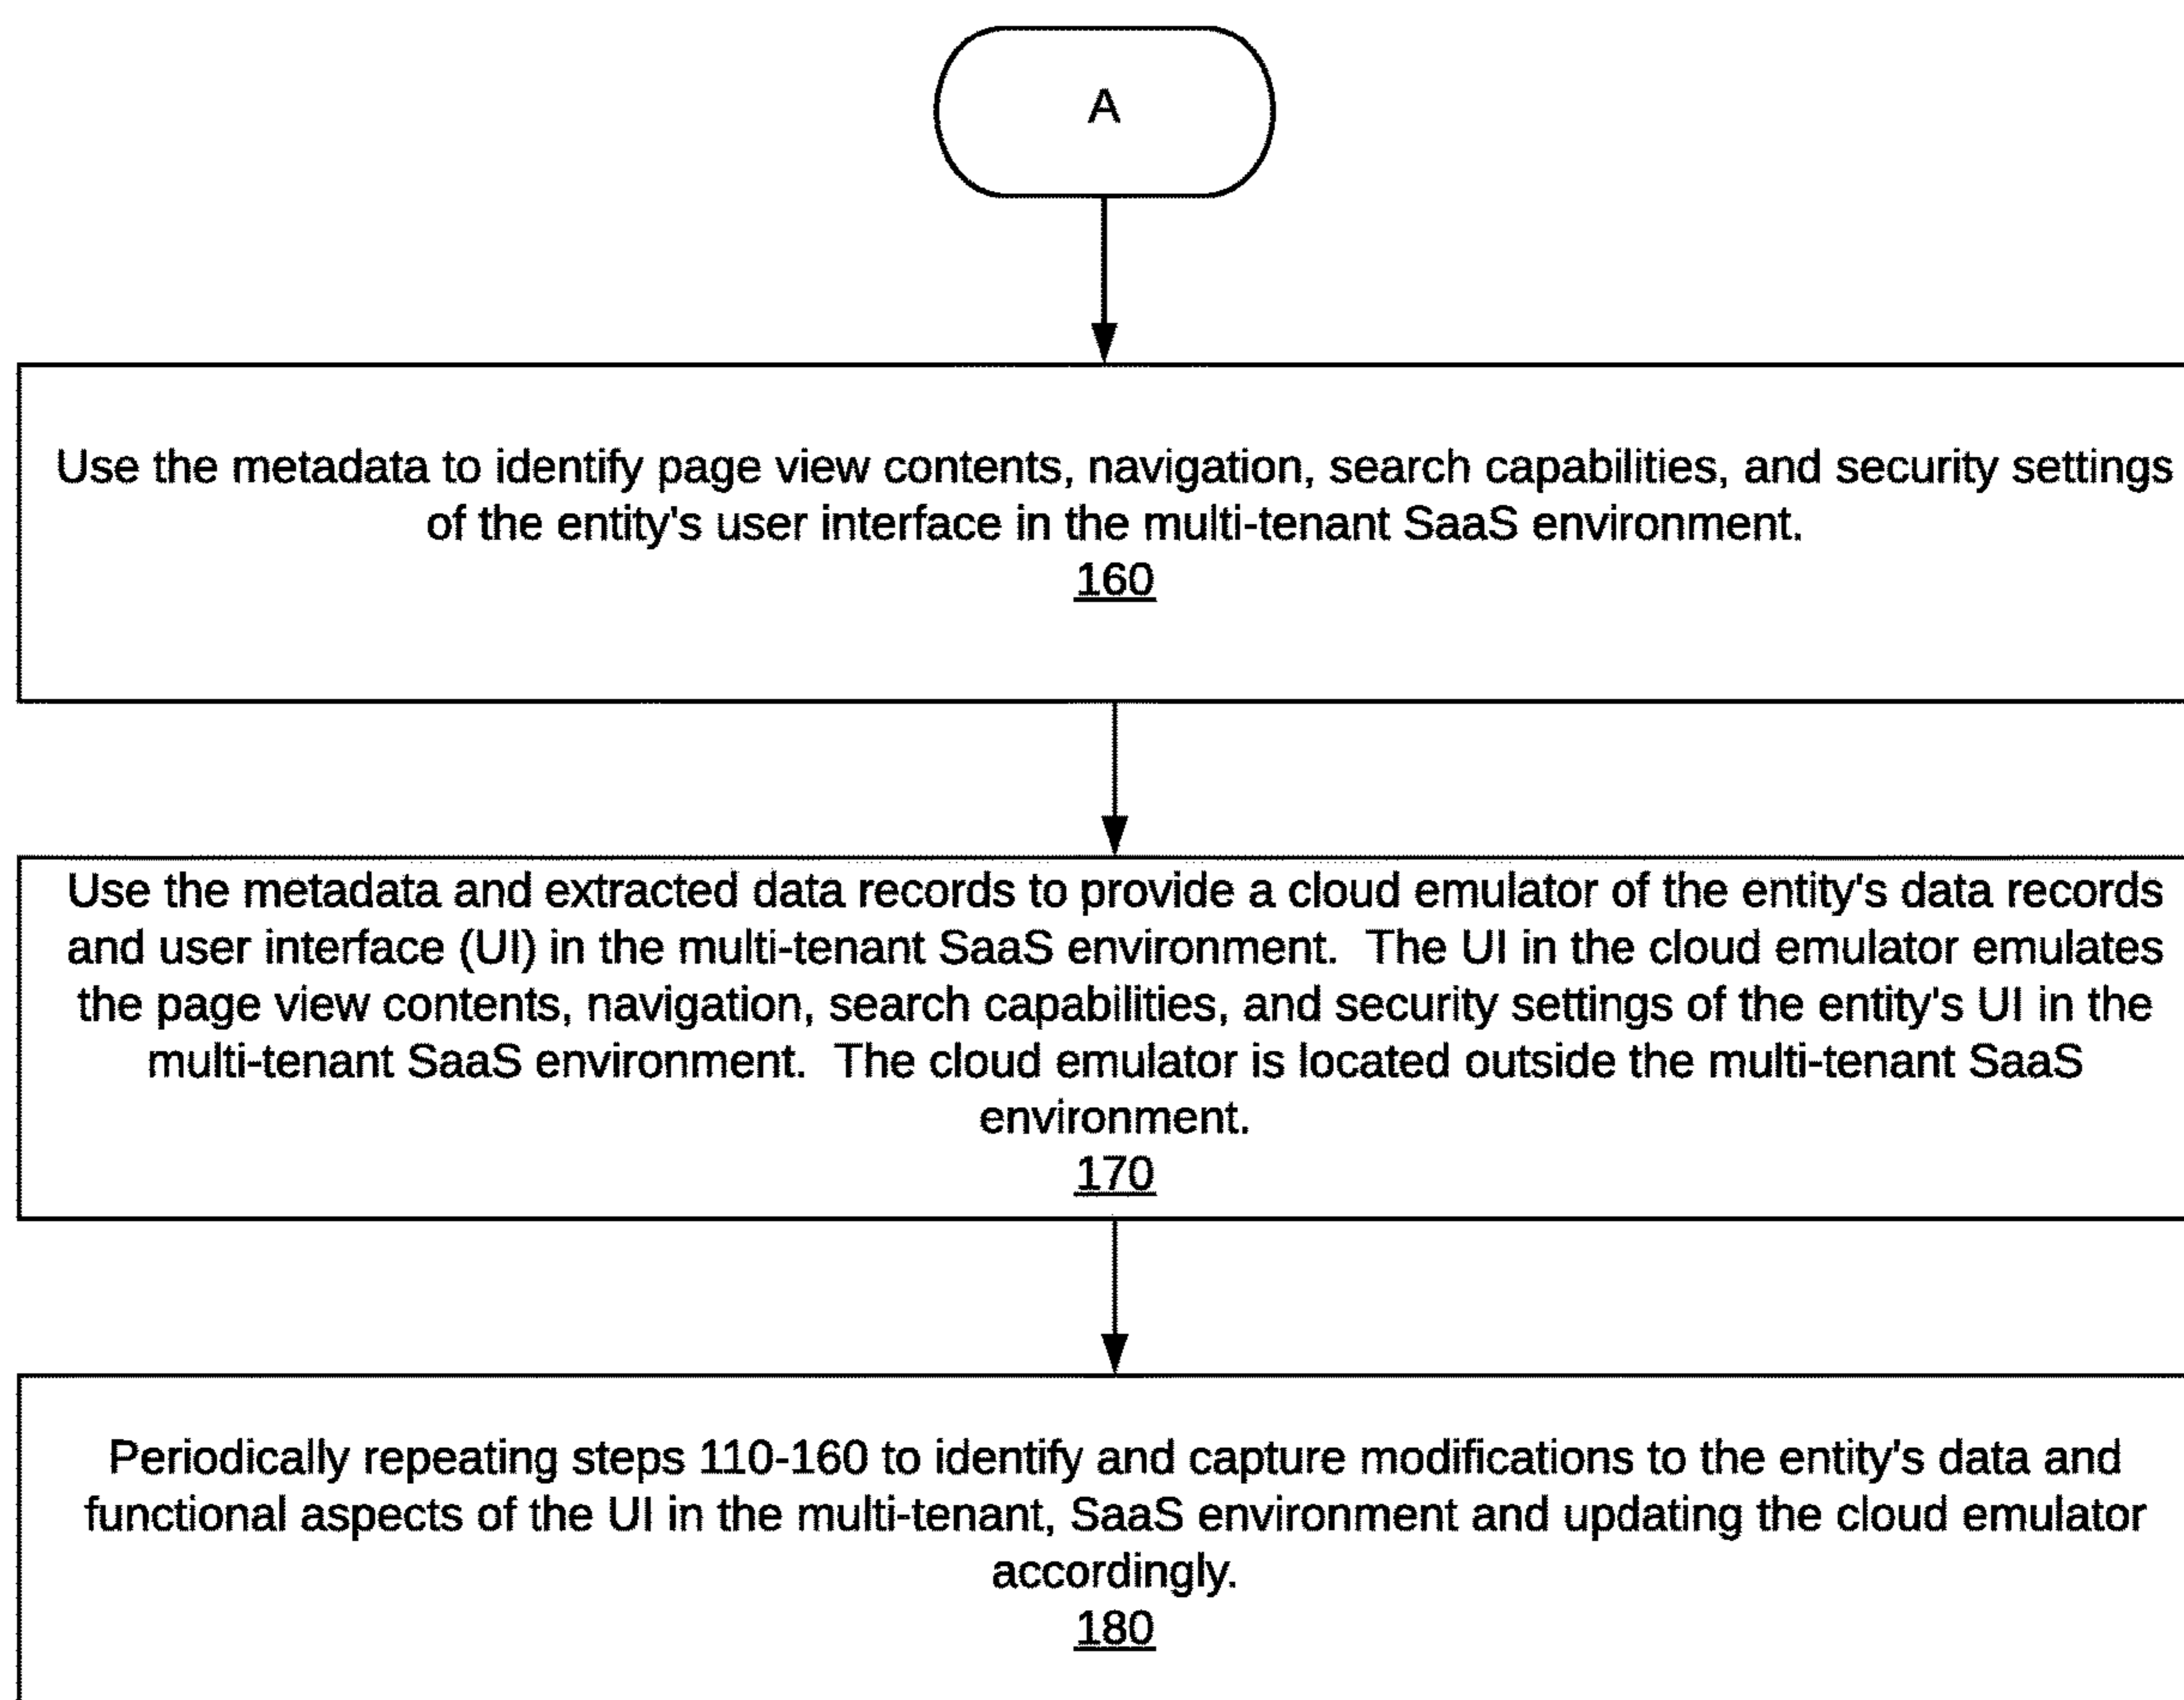 A
Use the metadata to identify page view contents, navigation, search capabilities, and security settings
of the entity's user interface in the multi-tenant SaaS environment.
160
Use the metadata and extracted data records to provide a cloud emulator of the entity's data records
and user interface (UI) in the multi-tenant SaaS environment.  The UI in the cloud emulator emulates
the page view contents, navigation, search capabilities, and security settings of the entity's UI in the
multi-tenant SaaS environment.  The cloud emulator is located outside the multi-tenant SaaS
environment.
170
Periodically repeating steps 110-160 to identify and capture modifications to the entity's data and
functional aspects of the UI in the multi-tenant, SaaS environment and updating the cloud emulator
accordingly.
180